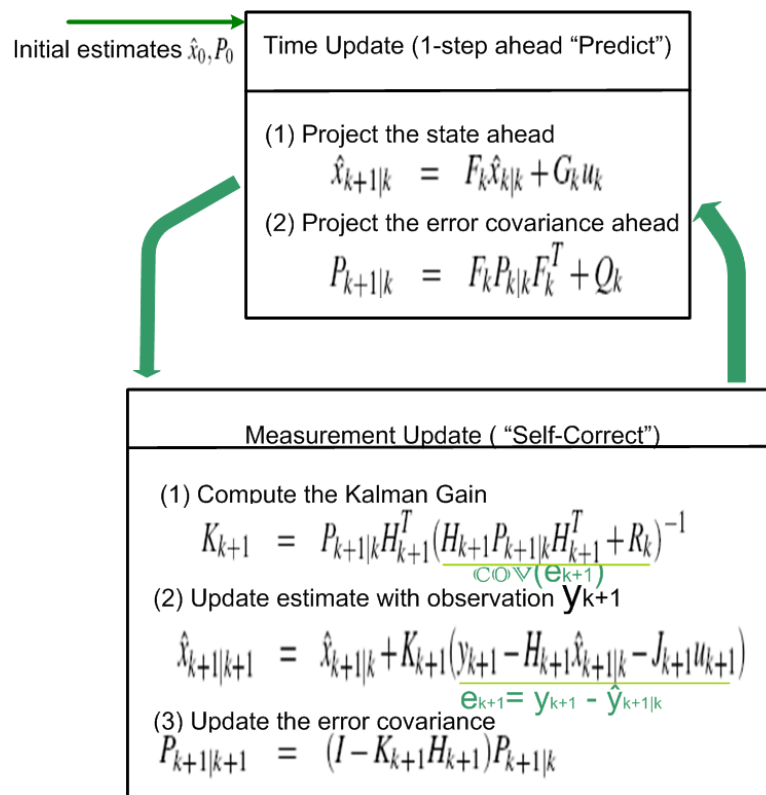 Initial estimates x̂₀,P₀
Time Update (1-step ahead “Predict”)
(1) Project the state ahead
x̂ₖ₊₁|ₖ = Fₖx̂ₖ|ₖ + Gₖuₖ
(2) Project the error covariance ahead
Pₖ₊₁|ₖ = FₖPₖ|ₖFₖᵀ + Qₖ
Measurement Update ( “Self-Correct”)
(1) Compute the Kalman Gain
Kₖ₊₁ = Pₖ₊₁|ₖHₖ₊₁ᵀ(Hₖ₊₁Pₖ₊₁|ₖHₖ₊₁ᵀ + Rₖ)⁻¹
𝕔𝕠𝕧(eₖ₊₁)
(2) Update estimate with observation yₖ₊₁
x̂ₖ₊₁|ₖ₊₁ = x̂ₖ₊₁|ₖ + Kₖ₊₁(yₖ₊₁ − Hₖ₊₁x̂ₖ₊₁|ₖ − Jₖ₊₁uₖ₊₁)
eₖ₊₁= yₖ₊₁ - ŷₖ₊₁|ₖ
(3) Update the error covariance
Pₖ₊₁|ₖ₊₁ = (I − Kₖ₊₁Hₖ₊₁)Pₖ₊₁|ₖ